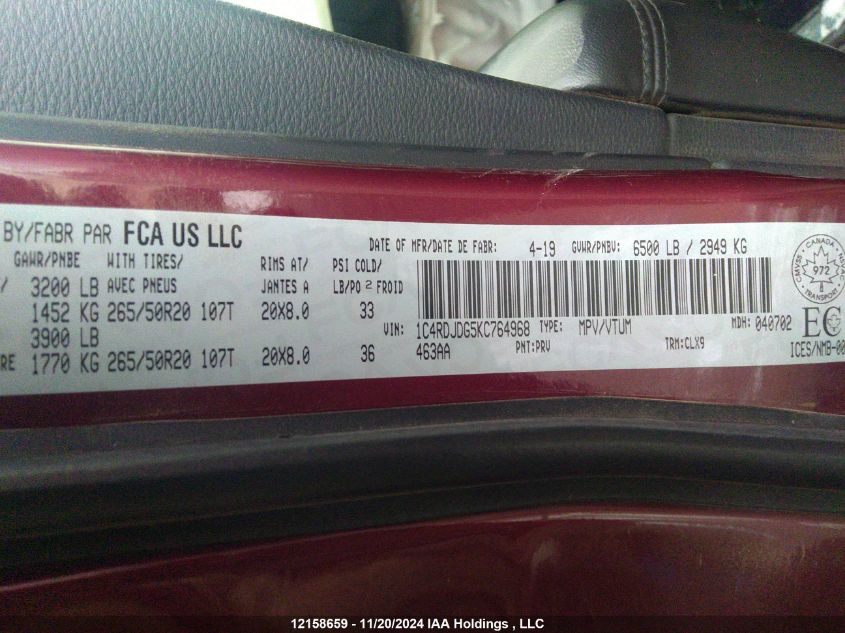 BY/FABR PAR FCA US LLC
DATE OF MFR/DATE DE FABR: 4-19 GVWR/PNBV: 6500 LB / 2949 KG
GAWR/PNBE WITH TIRES/ RIMS AT/ PSI COLD/
3200 LB AVEC PNEUS JANTES A LB/PO 2 FROID
1452 KG 265/50R20 107T 20X8.0 33
3900 LB
1770 KG 265/50R20 107T 20X8.0 36
VIN: 1C4RDJDG5KC764968 TYPE: MPV/VTUM MDH: 040702
463AA PNT:PRV TRM:CLX9
CANADA
972
CMVSS
EC
ICES/NMB-00
12158659 - 11/20/2024 IAA Holdings , LLC